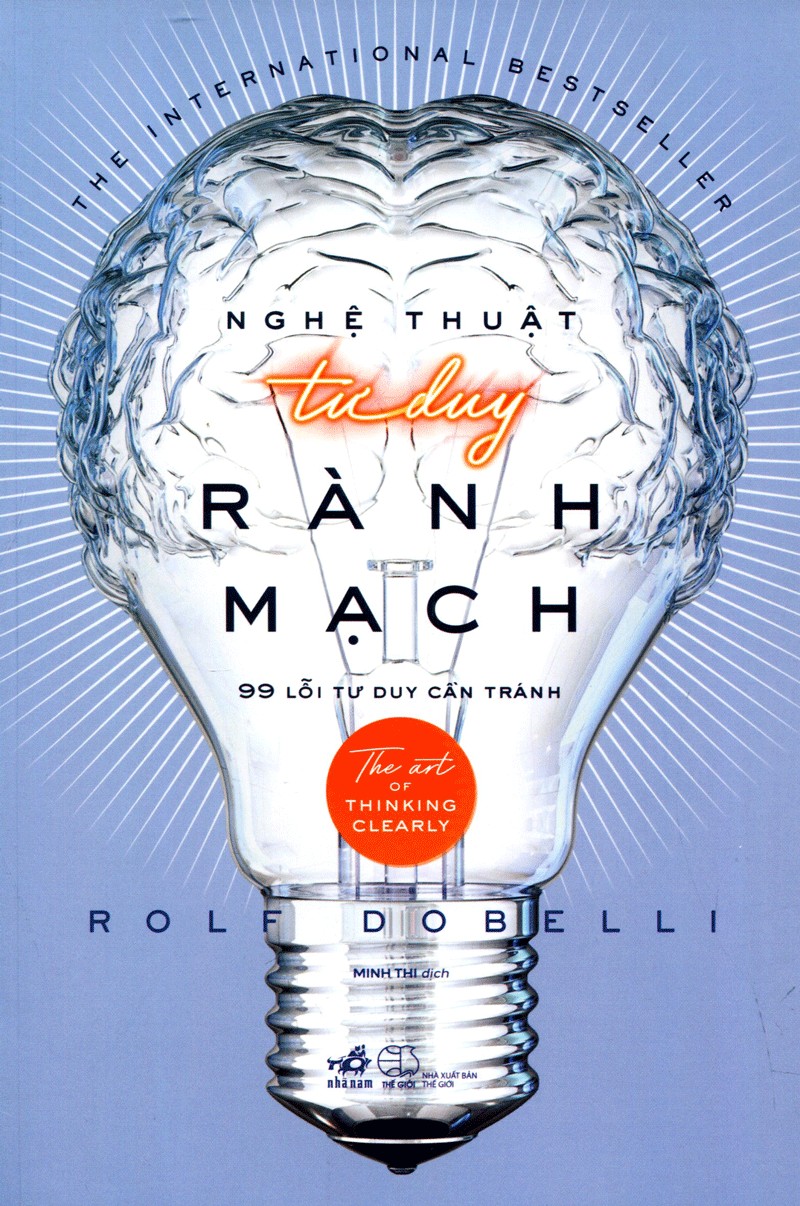 THE INTERNATIONAL BESTSELLER
NGHỆ THUẬT
tư duy
RÀNH
MẠCH
99 LỖI TƯ DUY CẦN TRÁNH
The art
OF
THINKING
CLEARLY
ROLF DOBELLI
MINH THI dịch
nhã nam
THẾ GIỚI
NHÀ XUẤT BẢN
THẾ GIỚI